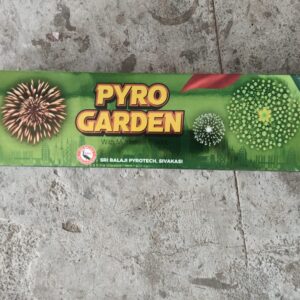 PYRO
GARDEN
SRI BALAJI PYROTECH, SIVAKASI